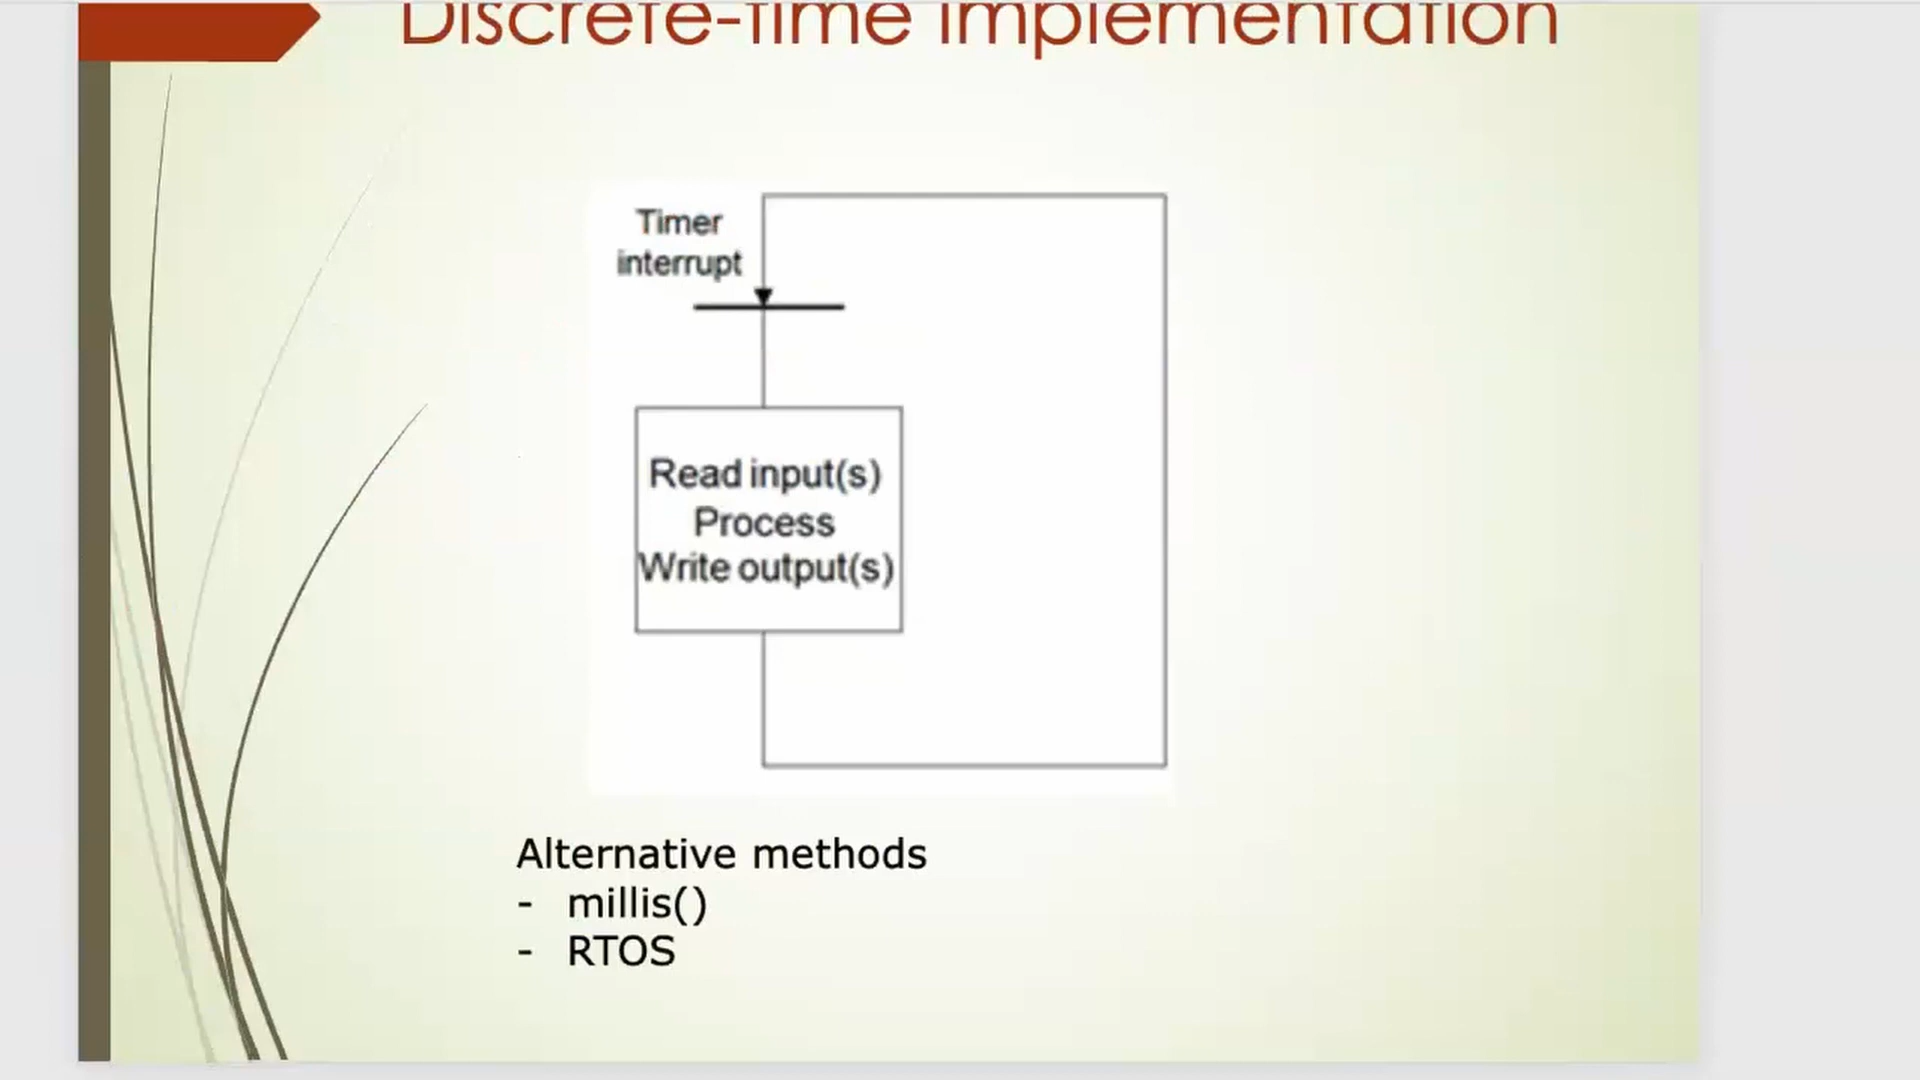 Discrete-time implementation
Timer
interrupt
Read input(s)
Process
Write output(s)
Alternative methods
- millis()
- RTOS